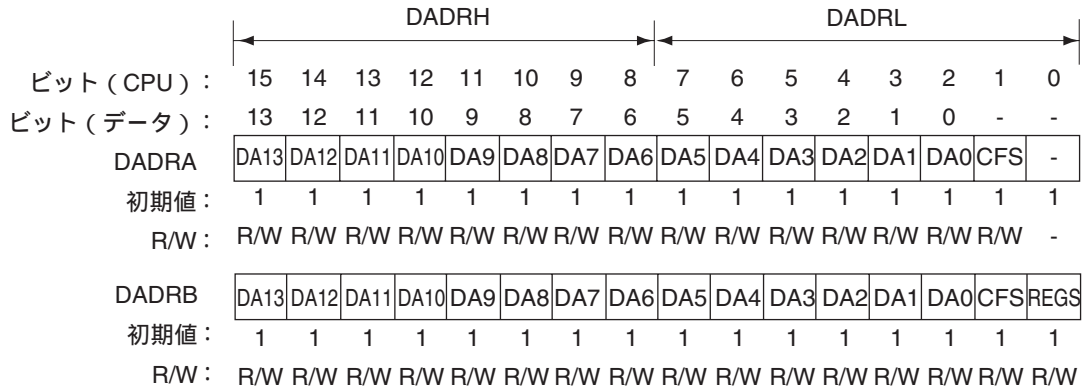 DADRH DADRL
ビット（CPU）： 15 14 13 12 11 10 9 8 7 6 5 4 3 2 1 0
ビット（データ）： 13 12 11 10 9 8 7 6 5 4 3 2 1 0 - -
DADRA DA13 DA12 DA11 DA10 DA9 DA8 DA7 DA6 DA5 DA4 DA3 DA2 DA1 DA0 CFS -
初期値： 1 1 1 1 1 1 1 1 1 1 1 1 1 1 1 1
R/W： R/W R/W R/W R/W R/W R/W R/W R/W R/W R/W R/W R/W R/W R/W R/W -
DADRB DA13 DA12 DA11 DA10 DA9 DA8 DA7 DA6 DA5 DA4 DA3 DA2 DA1 DA0 CFS REGS
初期値： 1 1 1 1 1 1 1 1 1 1 1 1 1 1 1 1
R/W： R/W R/W R/W R/W R/W R/W R/W R/W R/W R/W R/W R/W R/W R/W R/W R/W